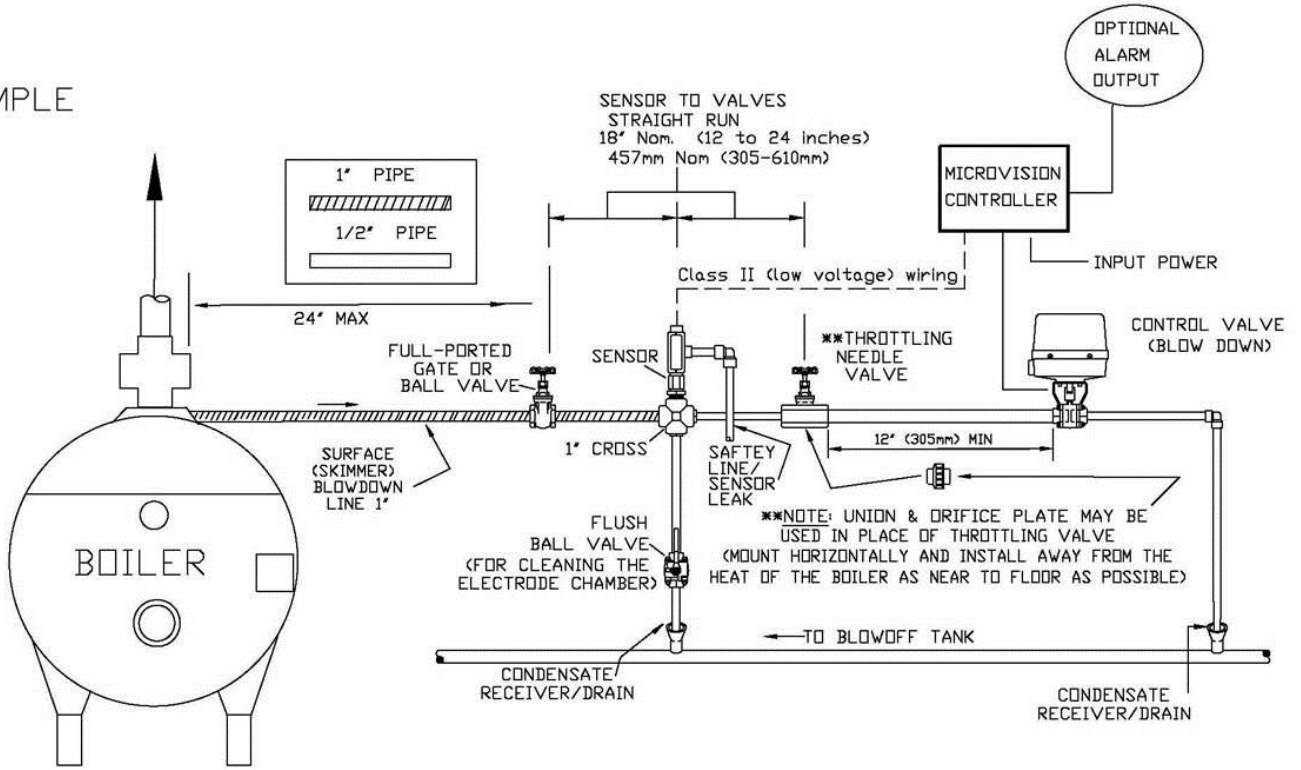 OPTIONAL
ALARM
OUTPUT
MPLE
SENSOR TO VALVES
STRAIGHT RUN
18" Nom. (12 to 24 inches)
457mm Nom (305-610mm)
1" PIPE
1/2" PIPE
MICROVISION
CONTROLLER
INPUT POWER
Class II (low voltage) wiring
24" MAX
FULL-PORTED
GATE OR
BALL VALVE
SENSOR
**THROTTLING
NEEDLE
VALVE
CONTROL VALVE
(BLOW DOWN)
1" CROSS
SURFACE
(SKIMMER)
BLOWDOWN
LINE 1"
SAFTEY
LINE/
SENSOR
LEAK
12" (305mm) MIN
**NOTE: UNION & ORIFICE PLATE MAY BE
USED IN PLACE OF THROTTLING VALVE
(MOUNT HORIZONTALLY AND INSTALL AWAY FROM THE
HEAT OF THE BOILER AS NEAR TO FLOOR AS POSSIBLE)
FLUSH
BALL VALVE
(FOR CLEANING THE
ELECTRODE CHAMBER)
BOILER
TO BLOWOFF TANK
CONDENSATE
RECEIVER/DRAIN
CONDENSATE
RECEIVER/DRAIN